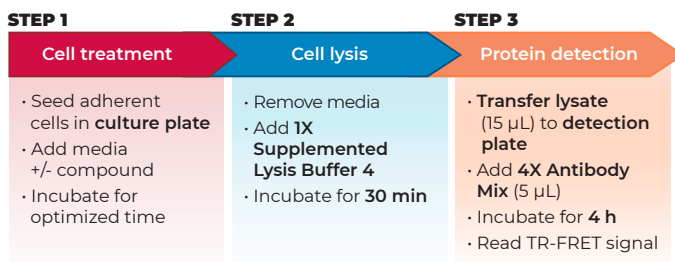 STEP 1
Cell treatment
· Seed adherent
cells in culture plate
· Add media
+/- compound
· Incubate for
optimized time
STEP 2
Cell lysis
· Remove media
· Add 1X
Supplemented
Lysis Buffer 4
· Incubate for 30 min
STEP 3
Protein detection
· Transfer lysate
(15 µL) to detection
plate
· Add 4X Antibody
Mix (5 µL)
· Incubate for 4 h
· Read TR-FRET signal